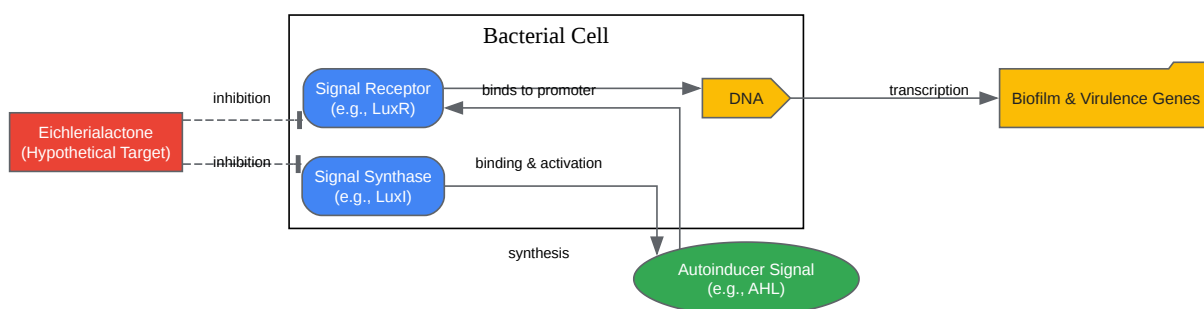 Bacterial Cell
Signal Receptor
(e.g., LuxR)
inhibition
binds to promoter
DNA
transcription
Biofilm & Virulence Genes
Eichlerialactone
(Hypothetical Target)
inhibition
Signal Synthase
(e.g., LuxI)
binding & activation
synthesis
Autoinducer Signal
(e.g., AHL)